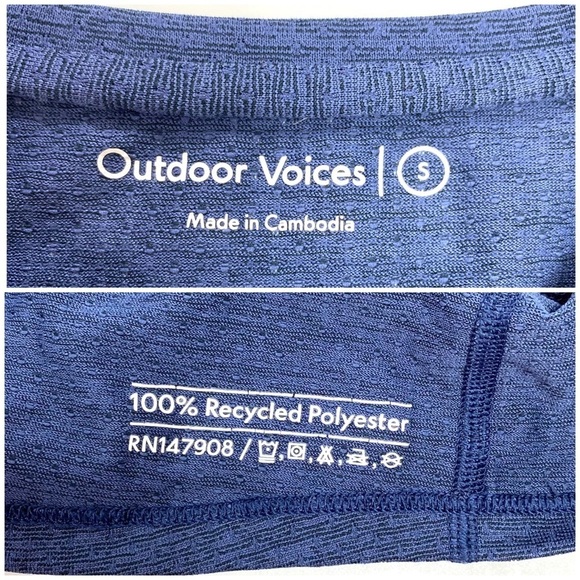 Outdoor Voices | S
Made in Cambodia
100% Recycled Polyester
RN147908 /